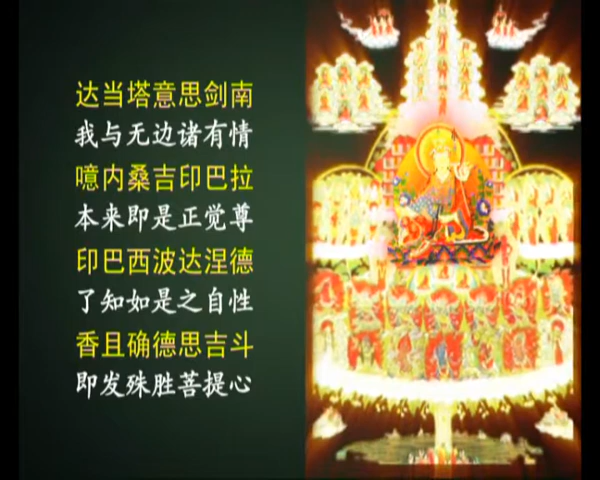 达当塔意思剑南
我与无边诸有情
噫内桑吉印巴拉
本来即是正觉尊
印巴西波达涅德
了知如是之自性
香且确德思吉斗
即发殊胜菩提心